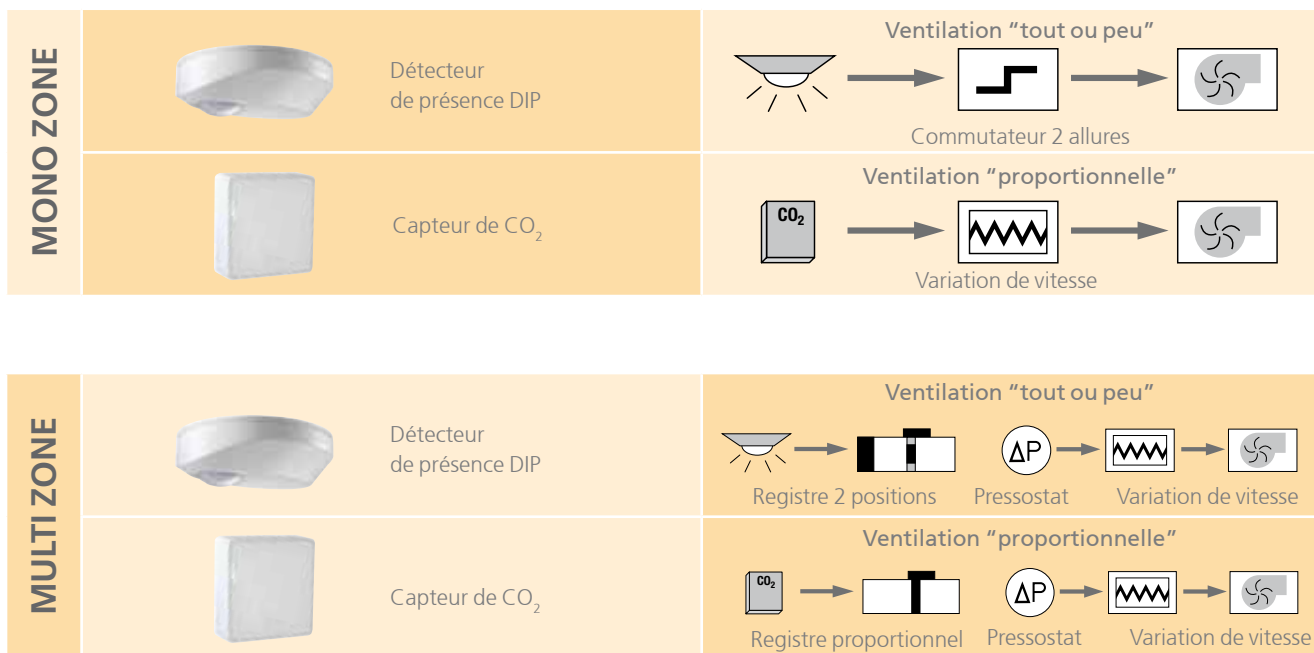 MONO ZONE
Détecteur
de présence DIP
Ventilation “tout ou peu”
Commutateur 2 allures
Capteur de CO₂
Ventilation “proportionnelle”
CO₂
Variation de vitesse
MULTI ZONE
Détecteur
de présence DIP
Ventilation “tout ou peu”
ΔP
Registre 2 positions Pressostat Variation de vitesse
Capteur de CO₂
Ventilation “proportionnelle”
CO₂
ΔP
Registre proportionnel Pressostat Variation de vitesse